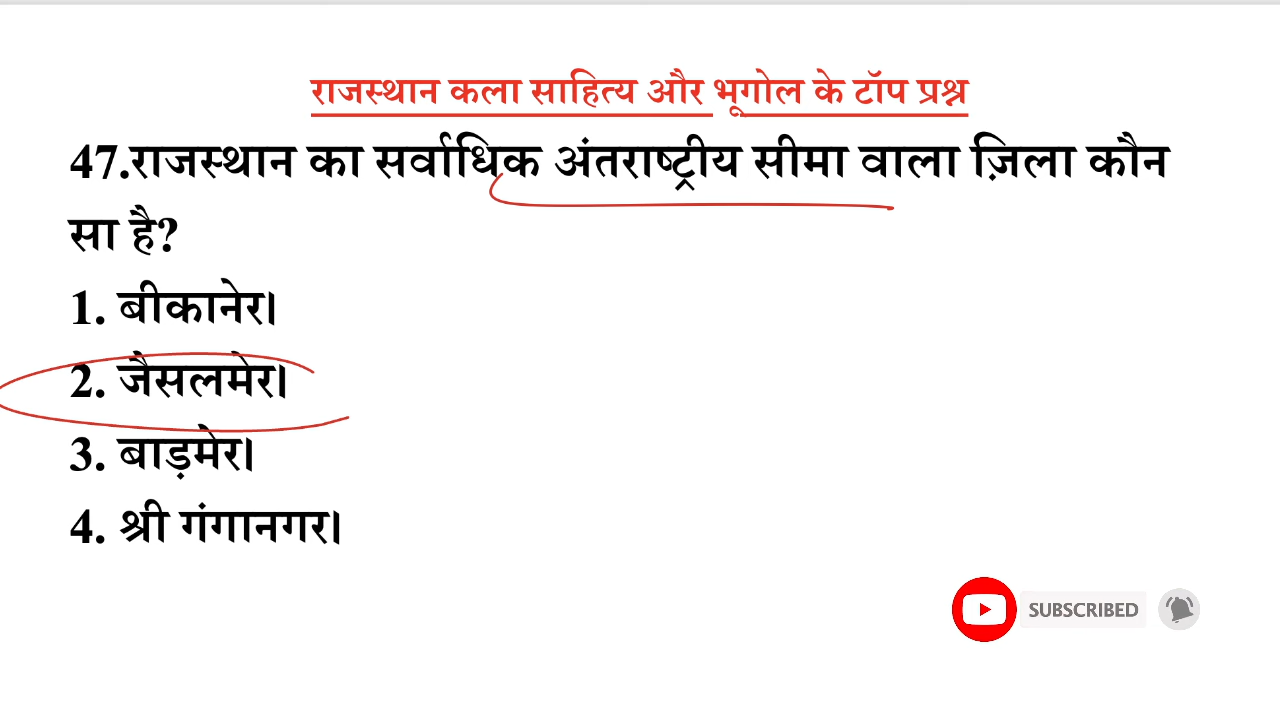 राजस्थान कला साहित्य और भूगोल के टॉप प्रश्न
47.राजस्थान का सर्वाधिक अंतराष्ट्रीय सीमा वाला ज़िला कौन
सा है?
1. बीकानेर।
2. जैसलमेर।
3. बाड़मेर।
4. श्री गंगानगर।
SUBSCRIBED